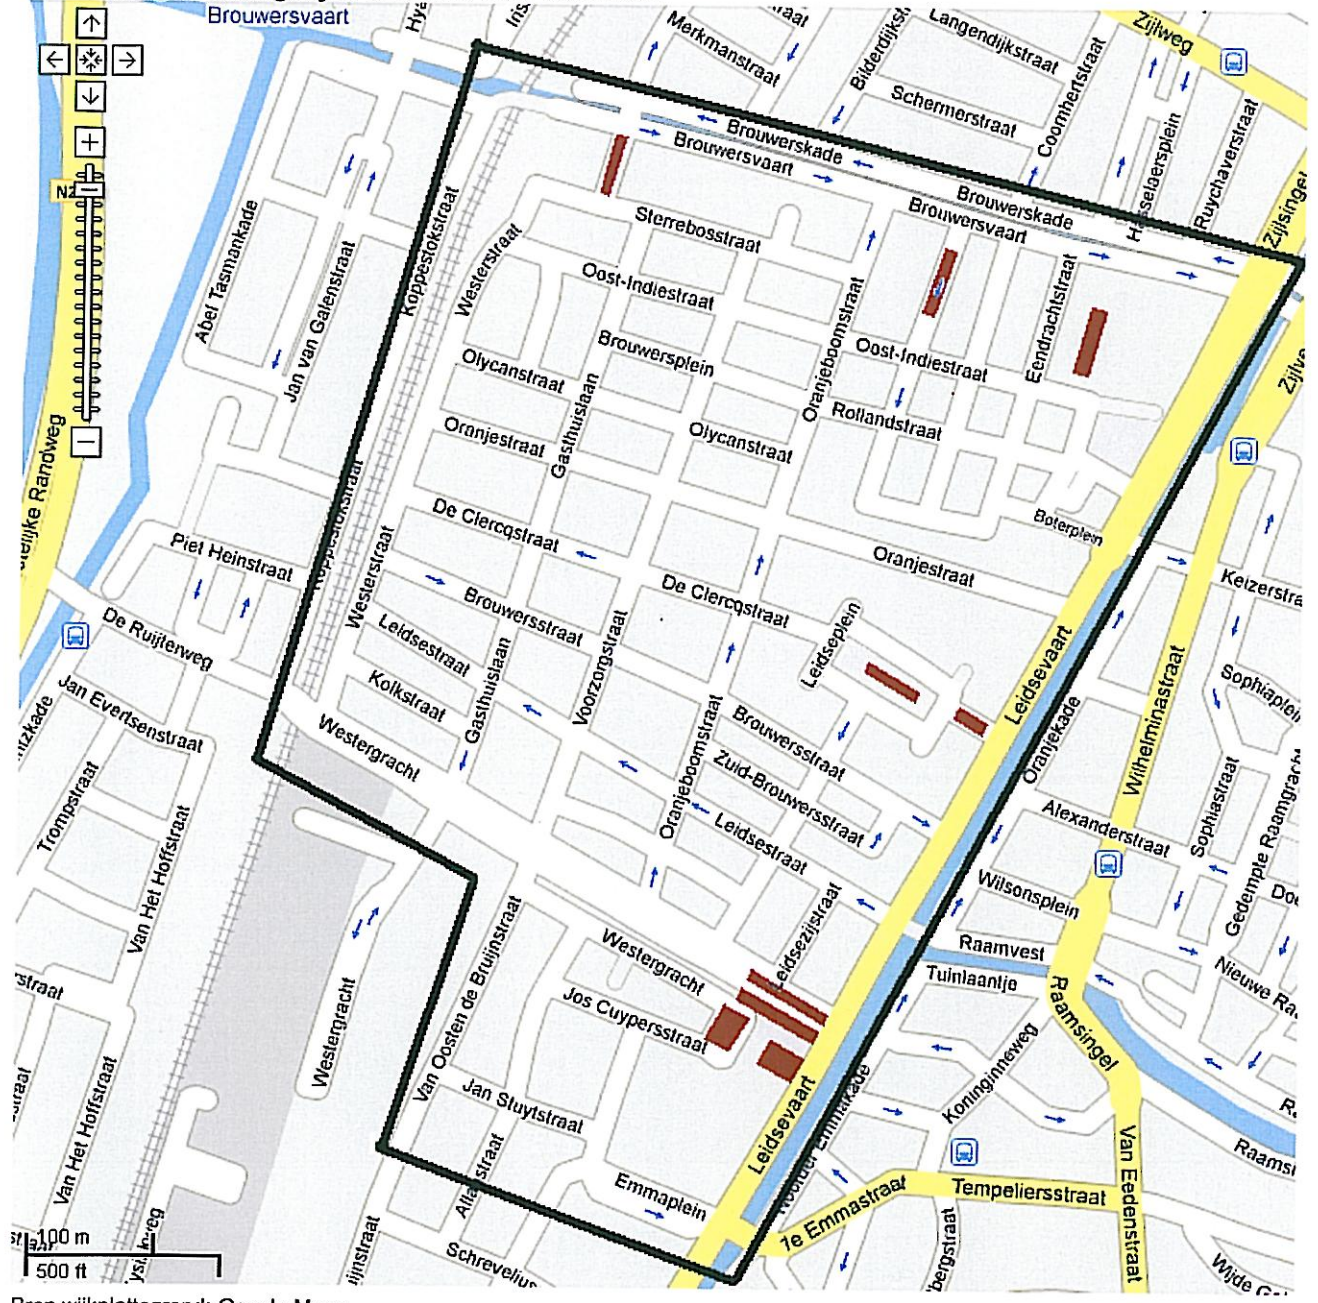 Brouwersvaart
Merkmanstraat
Langendijkstraat
Zijlweg
Schermerstraat
Coornhertstraat
Ruychaverstraat
Zijlsingel
Brouwerskade
Brouwersvaart
Brouwerskade
Brouwersvaart
N2
Abel Tasmankade
Jan van Galenstraat
Koppestokstraat
Westerstraat
Sterrebosstraat
Oost-Indiestraat
Brouwersplein
Oranjeboomstraat
Oost-Indiestraat
Eendrachtstraat
Olycanstraat
Gasthuislaan
Rollandstraat
Oranjestraat
Olycanstraat
Boterplein
De Clercqstraat
Oranjestraat
Piet Heinstraat
Westerstraat
De Clercqstraat
Brouwersstraat
Leidsestraat
Kolkstraat
Gasthuislaan
Voorzorgstraat
Leidseplein
Leidsevaart
De Ruijterweg
Jan Evertsenstraat
Westergracht
Oranjeboomstraat
Brouwersstraat
Zuid-Brouwersstraat
Leidsestraat
Oranjekade
Wilhelminastraat
Sophiastraat
Alexanderstraat
Gedempte Raamgracht
Wilsonsplein
Trompstraat
Van Het Hoffstraat
Raamvest
Tuinlaantje
Raamsingel
Leidsezijstraat
Westergracht
Jos Cuypersstraat
Van Oosten de Bruijnstraat
Westergracht
Koninginneweg
Jan Stuytstraat
Leidsevaart
Van Het Hoffstraat
Emmaplein
Tempeliersstraat
1e Emmastraat
Van Eedenstraat
100 m
500 ft